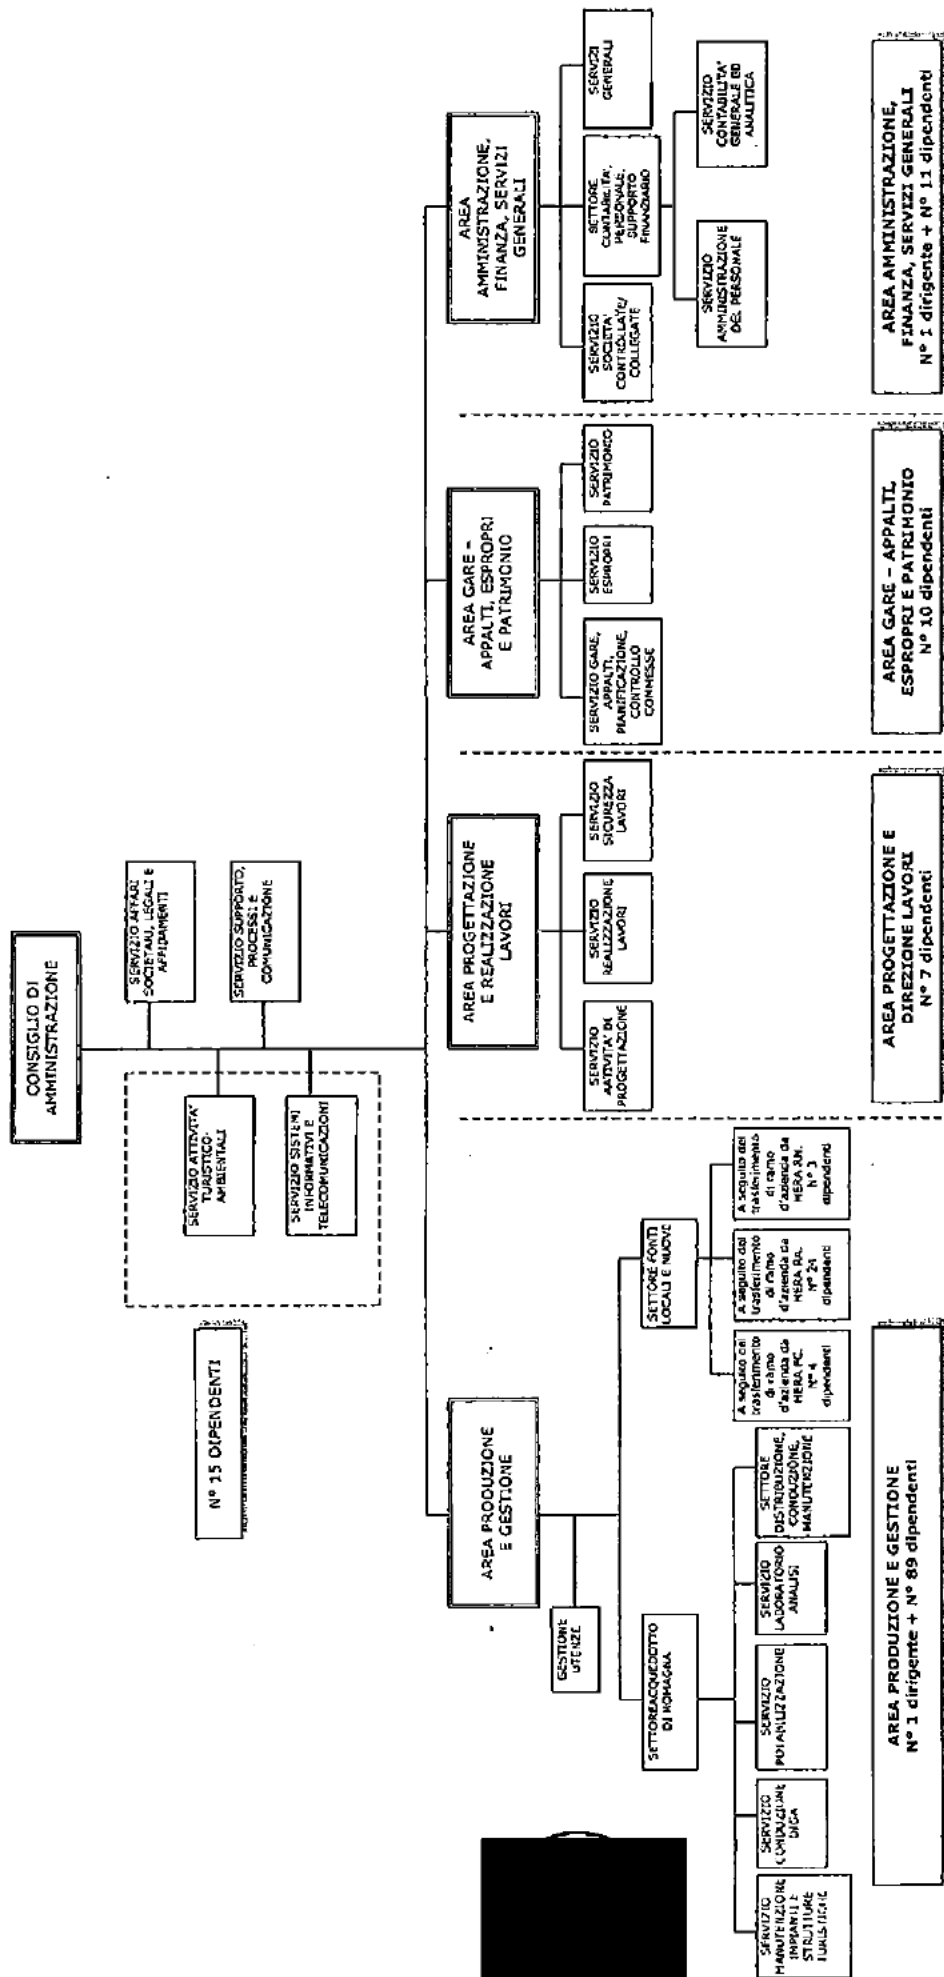 CONSIGLIO DI
AMMINISTRAZIONE
SERVIZIO AFFARI
SOCIETARI, LEGALI E
AFFIDAMENTI
SERVIZIO ATTIVITA'
TURISTICO-
AMBIENTALI
SERVIZIO SUPPORTO,
PROCESSI E
COMUNICAZIONE
SERVIZIO SISTEMI
INFORMATIVI E
TELECOMUNICAZIONI
N° 15 DIPENDENTI
AREA PRODUZIONE
E GESTIONE
AREA PROGETTAZIONE
E REALIZZAZIONE
LAVORI
AREA GARE –
APPALTI, ESPROPRI
E PATRIMONIO
AREA
AMMINISTRAZIONE,
FINANZA, SERVIZI
GENERALI
GESTIONE
UTENZE
SETTOREACQUEDOTTO
DI ROMAGNA
SETTORE FONTI
LOCALI E NUOVE
SERVIZIO
MANUTENZIONE
IMPIANTI E
STRUTTURE
TURISTICHE
SERVIZIO
CONDUZIONE
DIGA
SERVIZIO
POTABILIZZAZIONE
SERVIZIO
LABORATORIO
ANALISI
SETTORE
DISTRIBUZIONE,
CONDUZIONE,
MANUTENZIONE
A seguito del
trasferimento
di ramo
d'azienda da
HERA FC.
N° 4
dipendenti
A seguito del
trasferimento
di ramo
d'azienda da
HERA RA.
N° 24
dipendenti
A seguito del
trasferimento
di ramo
d'azienda da
HERA RN.
N° 3
dipendenti
SERVIZIO
AATIVITA' DI
PROGETTAZIONE
SERVIZIO
REALIZZAZIONE
LAVORI
SERVIZIO
SICUREZZA
LAVORI
SERVIZIO GARE,
APPALTI,
PIANIFICAZIONE,
CONTROLLO
COMMESSE
SERVIZIO
ESPROPRI
SERVIZIO
PATRIMONIO
SERVIZIO
SOCIETA'
CONTROLLATE/
COLLEGATE
SETTORE
CONTABILITA',
PERSONALE,
SUPPORTO
FINANZIARIO
SERVIZI
GENERALI
SERVIZIO
AMMINISTRAZIONE
DEL PERSONALE
SERVIZIO
CONTABILITA'
GENERALE ED
ANALITICA
AREA PRODUZIONE E GESTIONE
N° 1 dirigente + N° 89 dipendenti
AREA PROGETTAZIONE E
DIREZIONE LAVORI
N° 7 dipendenti
AREA GARE – APPALTI,
ESPROPRI E PATRIMONIO
N° 10 dipendenti
AREA AMMINISTRAZIONE,
FINANZA, SERVIZI GENERALI
N° 1 dirigente + N° 11 dipendenti